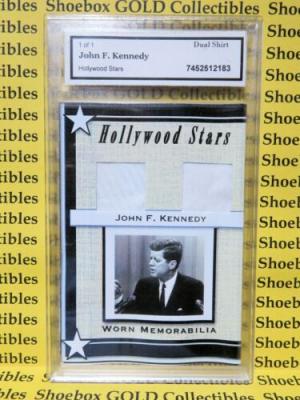 Shoebox GOLD Collectibles
1 of 1
Dual Shirt
John F. Kennedy
Hollywood Stars
7452512183
Hollywood Stars
JOHN F. KENNEDY
WORN MEMORABILIA